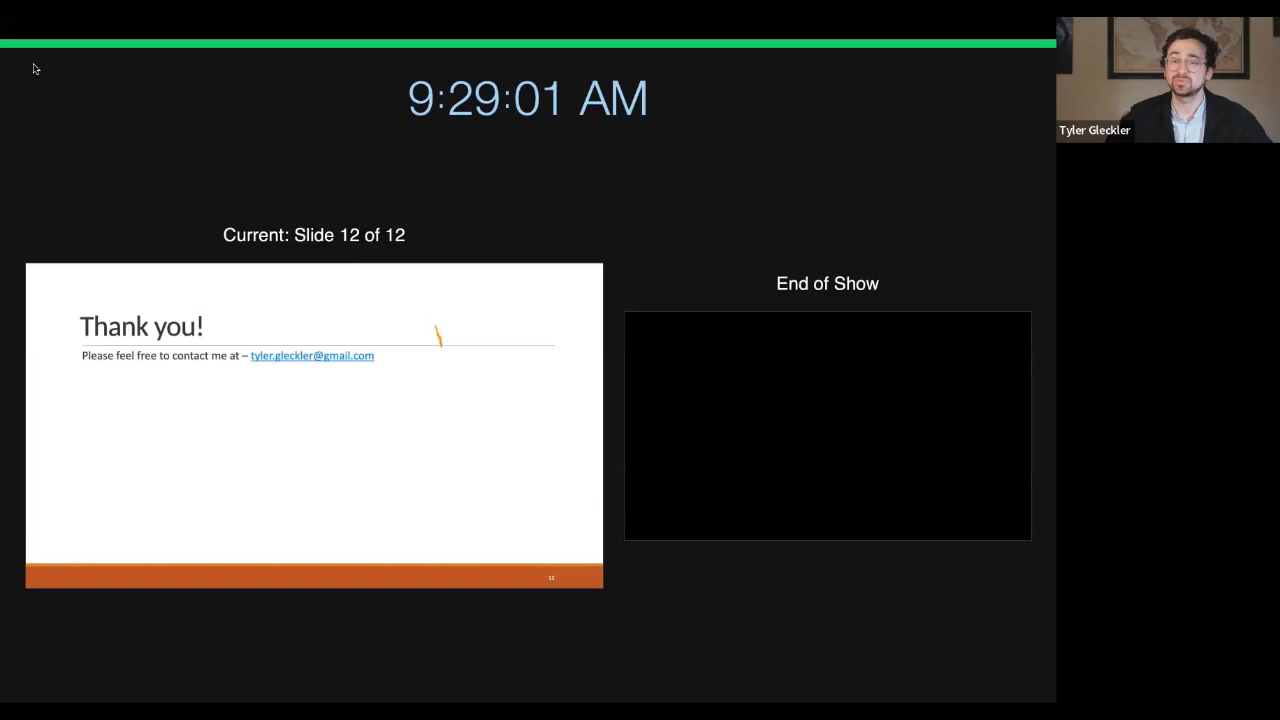 9:29:01 AM
Tyler Gleckler
Current: Slide 12 of 12
End of Show
Thank you!
Please feel free to contact me at – tyler.gleckler@gmail.com
12